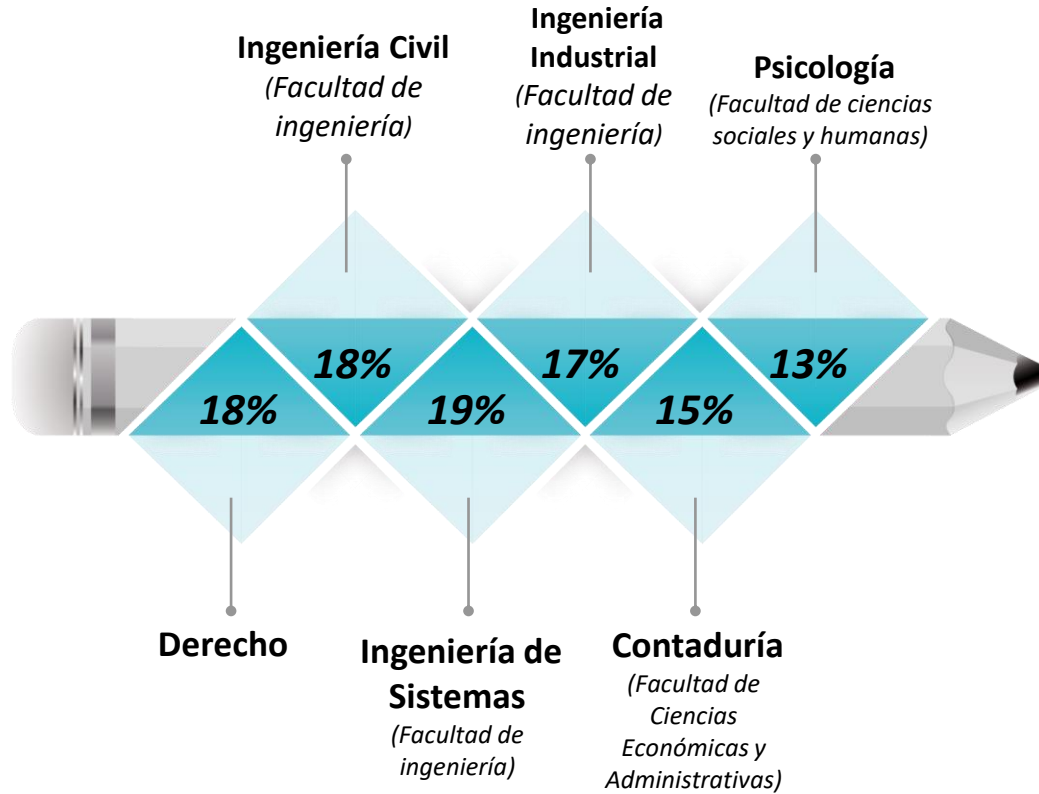 Ingeniería Civil
(Facultad de
ingeniería)
Ingeniería
Industrial
(Facultad de
ingeniería)
Psicología
(Facultad de ciencias
sociales y humanas)
18%
18%
19%
17%
15%
13%
Derecho
Ingeniería de
Sistemas
(Facultad de
ingeniería)
Contaduría
(Facultad de
Ciencias
Económicas y
Administrativas)